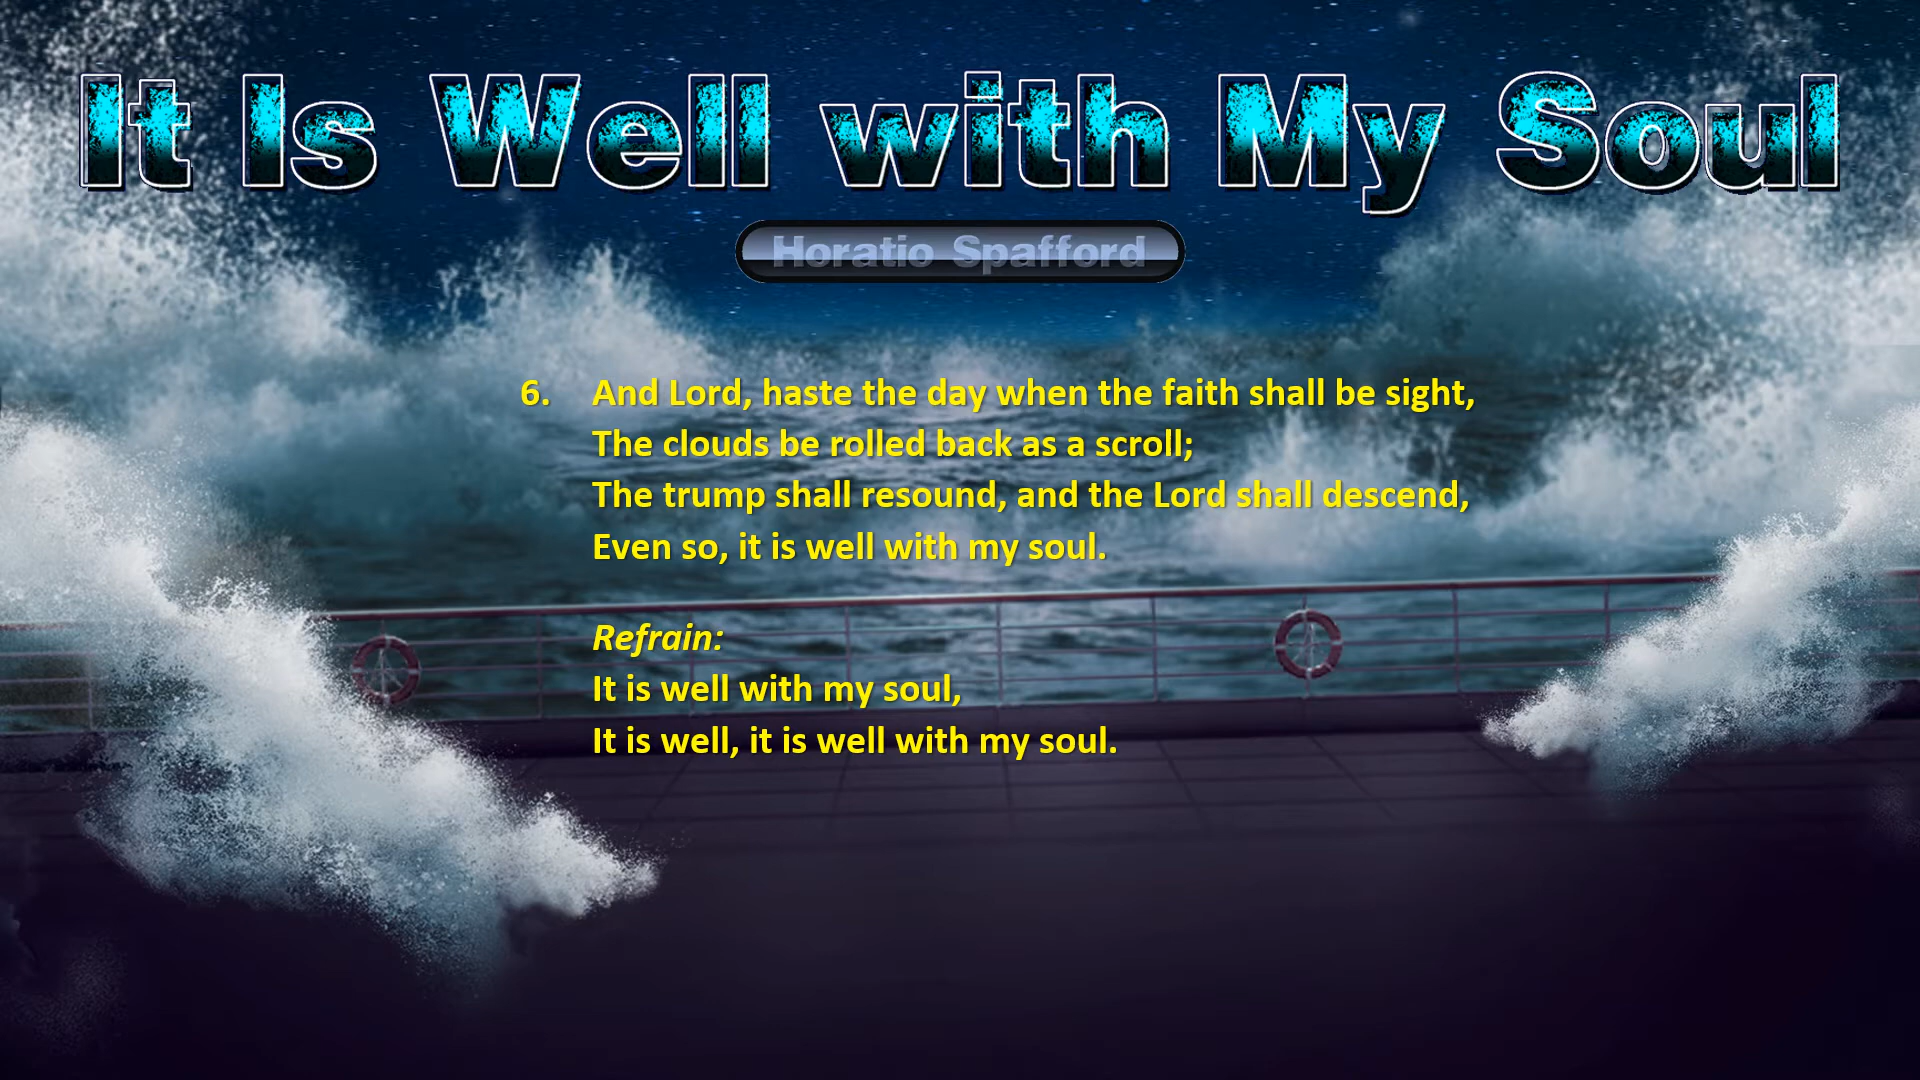 It Is Well with My Soul
Horatio Spafford
6. And Lord, haste the day when the faith shall be sight,
The clouds be rolled back as a scroll;
The trump shall resound, and the Lord shall descend,
Even so, it is well with my soul.
Refrain:
It is well with my soul,
It is well, it is well with my soul.